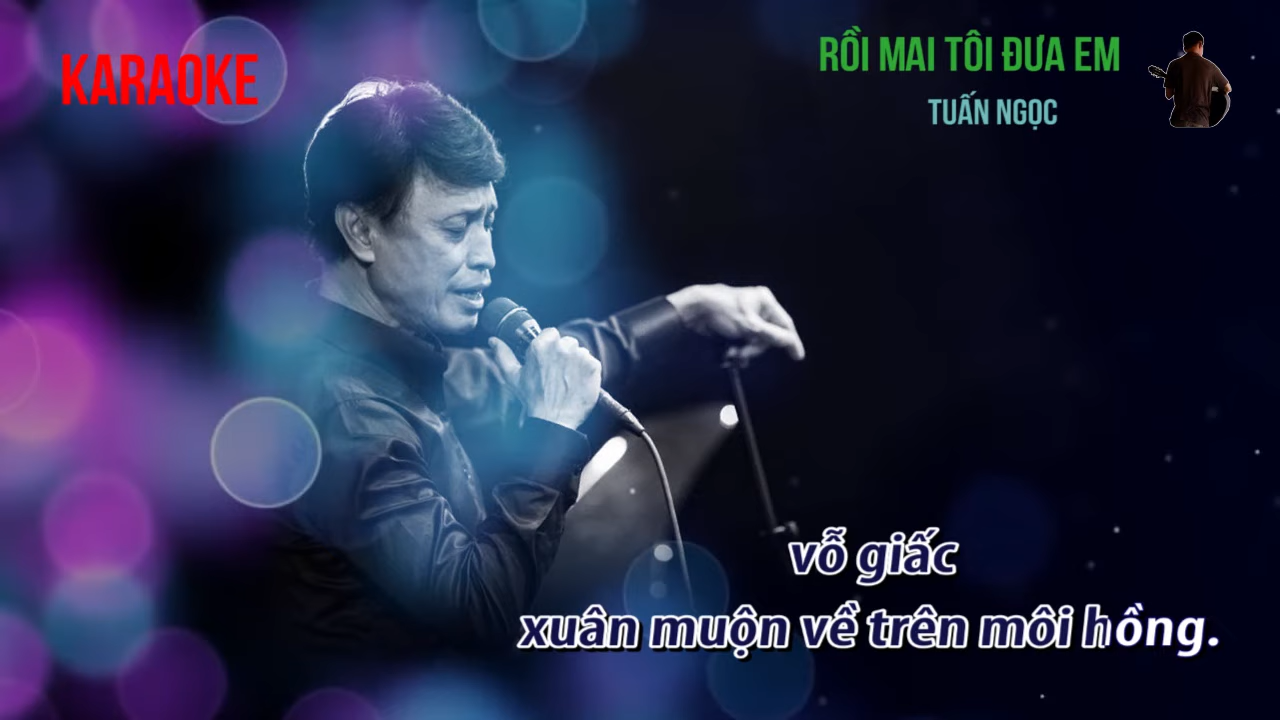 KARAOKE
RỒI MAI TÔI ĐƯA EM
TUẤN NGỌC
vỗ giấc
xuân muộn về trên môi hồng.